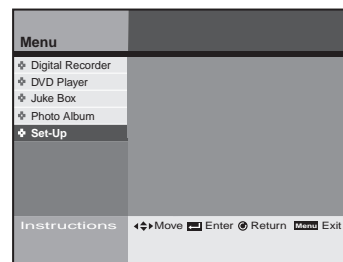 Menu
Digital Recorder
DVD Player
Juke Box
Photo Album
Set-Up
Instructions Move Enter Return Menu Exit